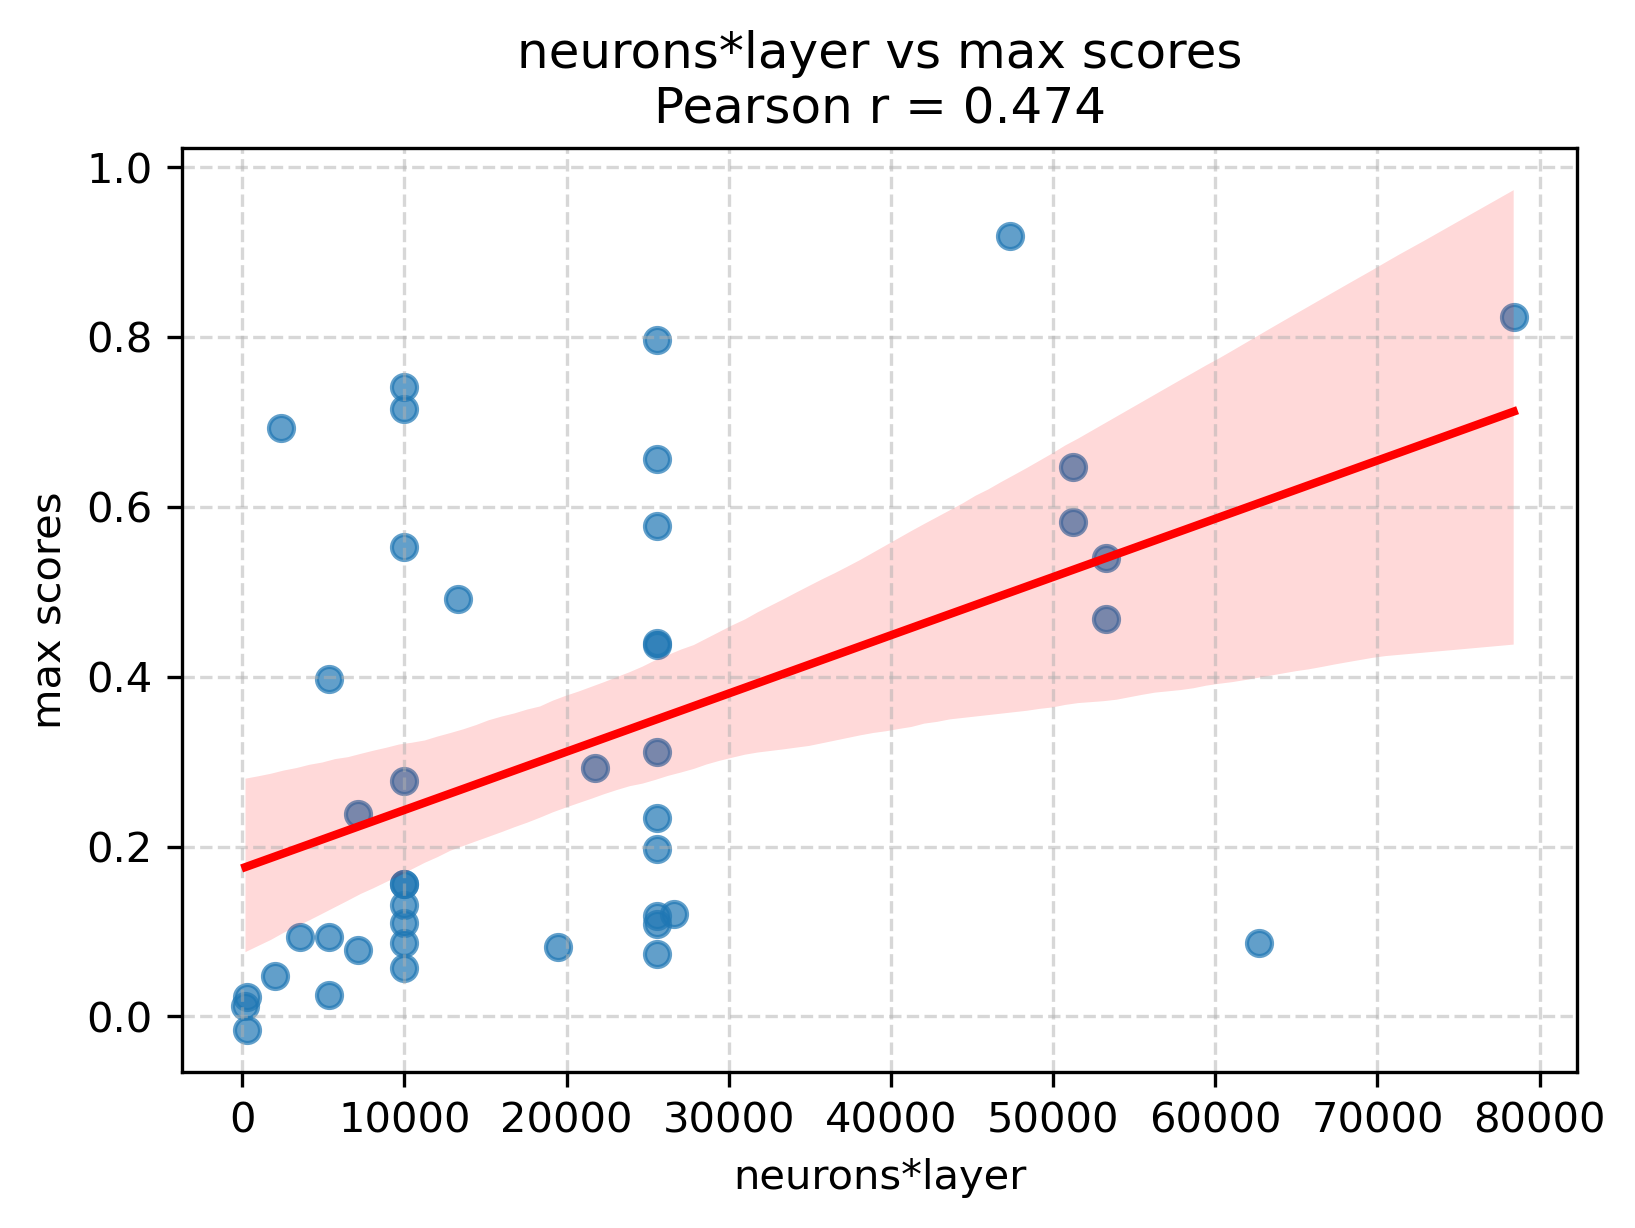 neurons*layer vs max scores
Pearson r = 0.474
1.0
0.8
0.6
0.4
0.2
0.0
max scores
0 10000 20000 30000 40000 50000 60000 70000 80000
neurons*layer